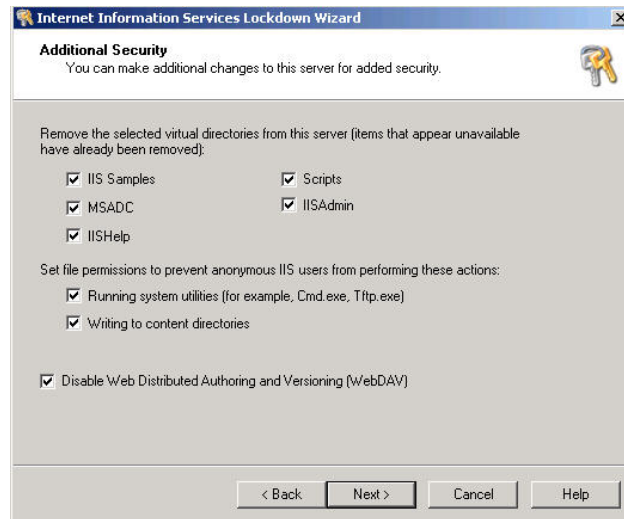 Internet Information Services Lockdown Wizard
Additional Security
You can make additional changes to this server for added security.
Remove the selected virtual directories from this server (items that appear unavailable
have already been removed):
IIS Samples
Scripts
MSADC
IISAdmin
IISHelp
Set file permissions to prevent anonymous IIS users from performing these actions:
Running system utilities (for example, Cmd.exe, Tftp.exe)
Writing to content directories
Disable Web Distributed Authoring and Versioning (WebDAV)
< Back
Next >
Cancel
Help